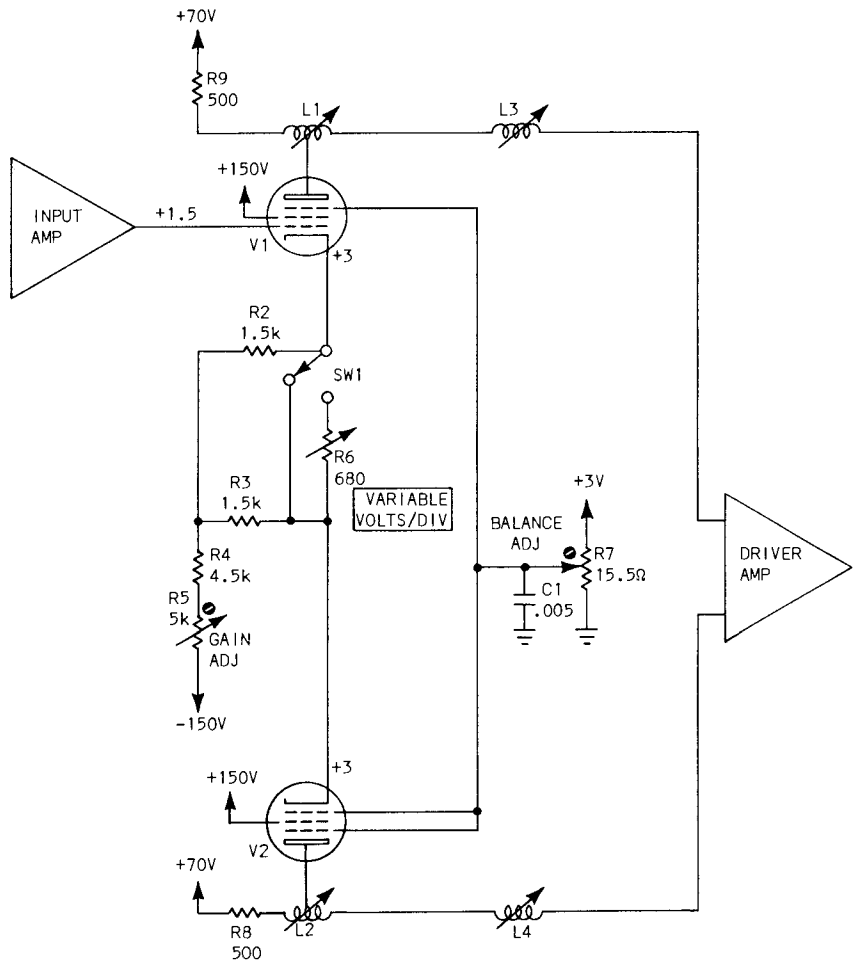 +70V
R9
500
L1
L3
+150V
INPUT
AMP
+1.5
V1
+3
R2
1.5k
SW1
R6
680
R3
1.5k
VARIABLE
VOLTS/DIV
+3V
BALANCE
ADJ
R7
15.5Ω
DRIVER
AMP
R4
4.5k
C1
.005
R5
5k
GAIN
ADJ
-150V
+3
+150V
V2
+70V
R8
500
L2
L4